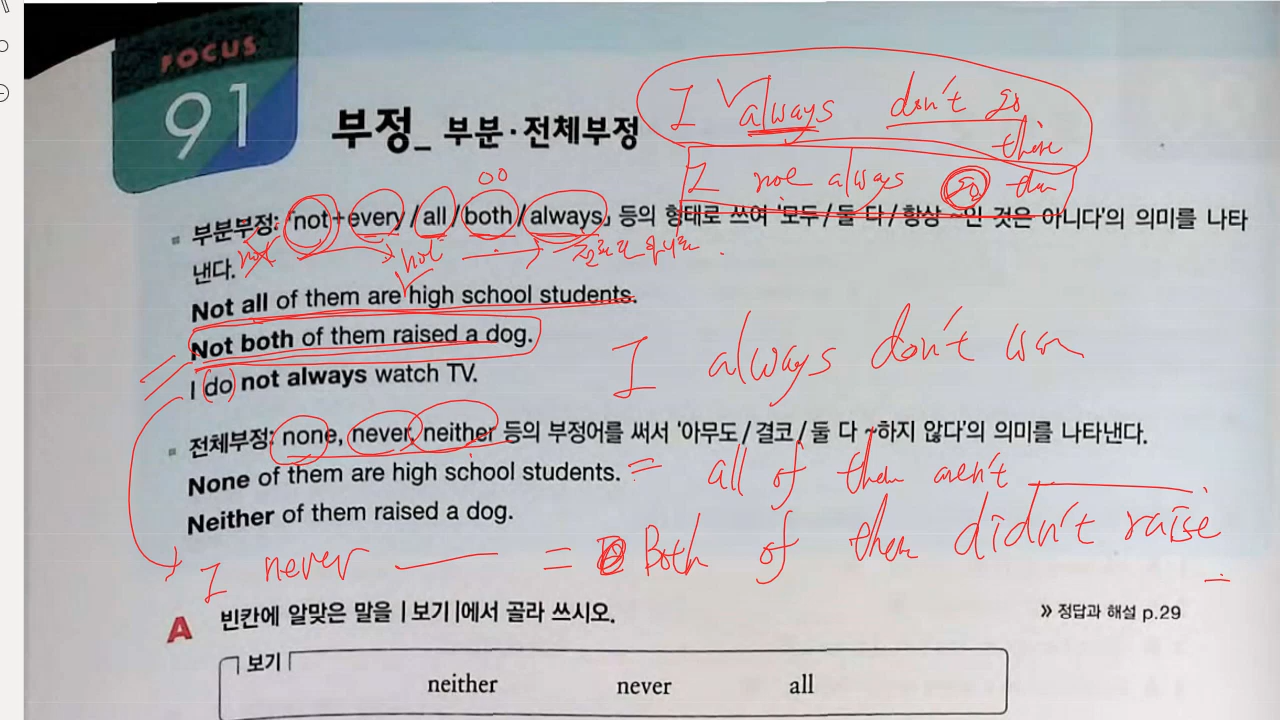 FOCUS
91
부정_ 부분·전체부정
I always don't go
there
I not always go
부분부정: 「not+every/all/both/always」 등의 형태로 쓰여 '모두/둘 다/항상 ~인 것은 아니다'의 의미를 나타
not
낸다.
Not all of them are high school students.
Not both of them raised a dog.
I always don't
I do not always watch TV.
전체부정: none, never, neither 등의 부정어를 써서 '아무도/결코/둘 다 ~하지 않다'의 의미를 나타낸다.
None of them are high school students. = all of them aren't
Neither of them raised a dog.
I never = Both of them didn't raise
A 빈칸에 알맞은 말을 |보기|에서 골라 쓰시오.
» 정답과 해설 p.29
보기
neither never all